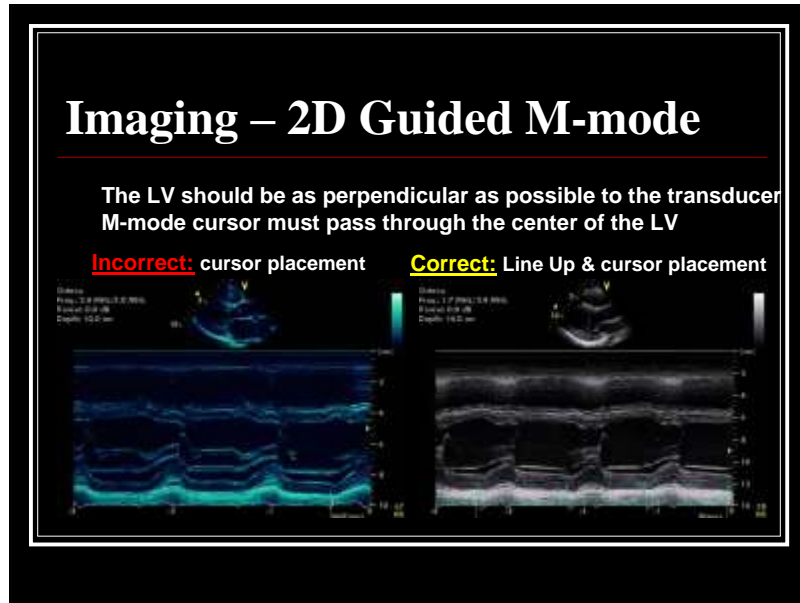 Imaging – 2D Guided M-mode
The LV should be as perpendicular as possible to the transducer
M-mode cursor must pass through the center of the LV
Incorrect: cursor placement
Correct: Line Up & cursor placement
V
V